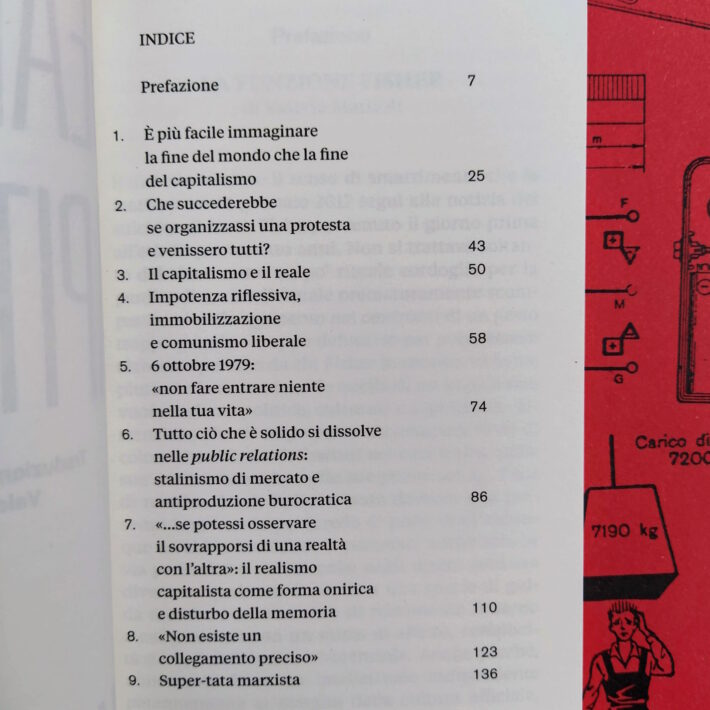 INDICE
Prefazione 7
1. È più facile immaginare
la fine del mondo che la fine
del capitalismo 25
2. Che succederebbe
se organizzassi una protesta
e venissero tutti? 43
3. Il capitalismo e il reale 50
4. Impotenza riflessiva,
immobilizzazione
e comunismo liberale 58
5. 6 ottobre 1979:
«non fare entrare niente
nella tua vita» 74
6. Tutto ciò che è solido si dissolve
nelle public relations:
stalinismo di mercato e
antiproduzione burocratica 86
7. «...se potessi osservare
il sovrapporsi di una realtà
con l’altra»: il realismo
capitalista come forma onirica
e disturbo della memoria 110
8. «Non esiste un
collegamento preciso» 123
9. Super-tata marxista 136
m
F
M
G
Carico di
7200
7190 kg